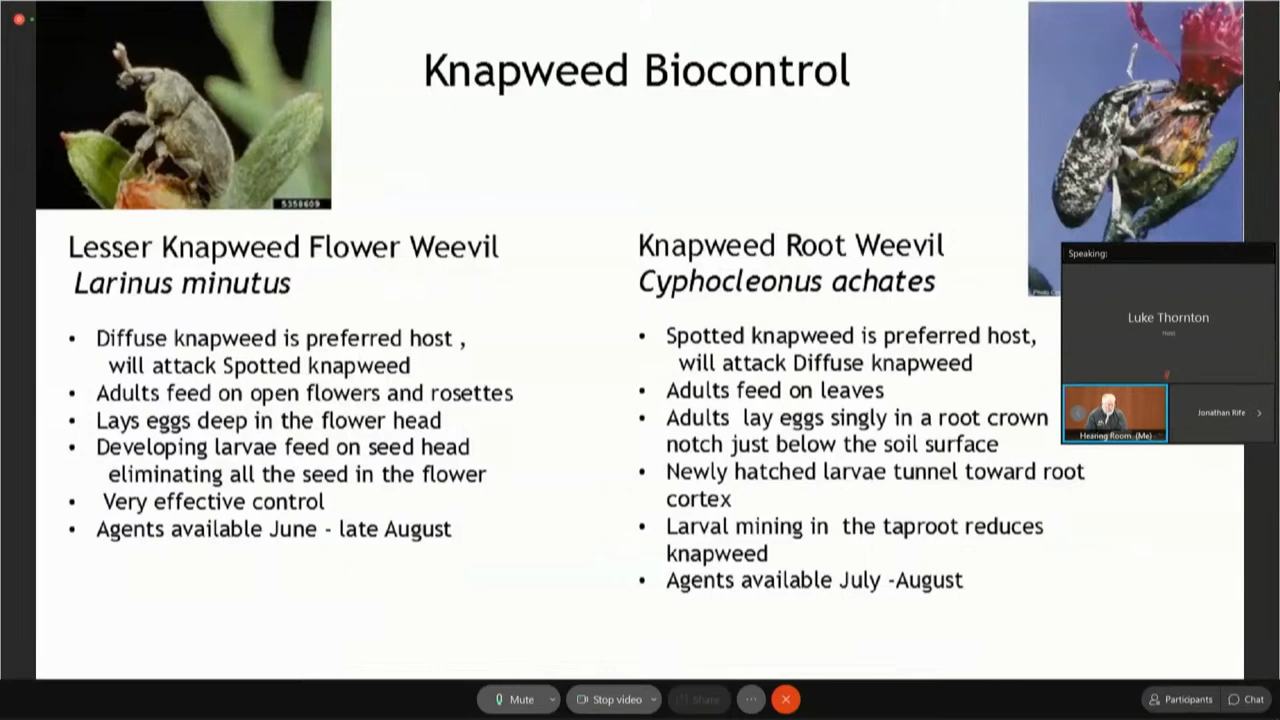 Knapweed Biocontrol
5358609
Lesser Knapweed Flower Weevil
Larinus minutus
• Diffuse knapweed is preferred host ,
will attack Spotted knapweed
• Adults feed on open flowers and rosettes
• Lays eggs deep in the flower head
• Developing larvae feed on seed head
eliminating all the seed in the flower
• Very effective control
• Agents available June - late August
Knapweed Root Weevil
Cyphocleonus achates
• Spotted knapweed is preferred host,
will attack Diffuse knapweed
• Adults feed on leaves
• Adults lay eggs singly in a root crown
notch just below the soil surface
• Newly hatched larvae tunnel toward root
cortex
• Larval mining in the taproot reduces
knapweed
• Agents available July -August
Speaking:
Luke Thornton
Host
Hearing Room (Me)
Jonathan Rife
Mute
Stop video
Share
Participants
Chat